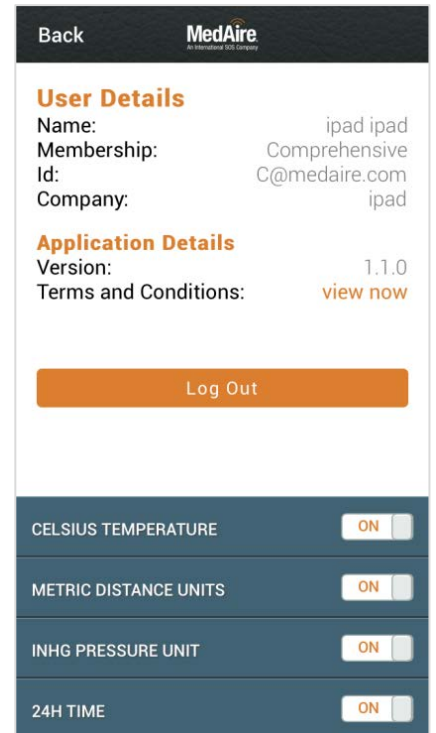 Back
MedAire
An International SOS Company
User Details
Name: ipad ipad
Membership: Comprehensive
Id: C@medaire.com
Company: ipad
Application Details
Version: 1.1.0
Terms and Conditions: view now
Log Out
CELSIUS TEMPERATURE ON
METRIC DISTANCE UNITS ON
INHG PRESSURE UNIT ON
24H TIME ON